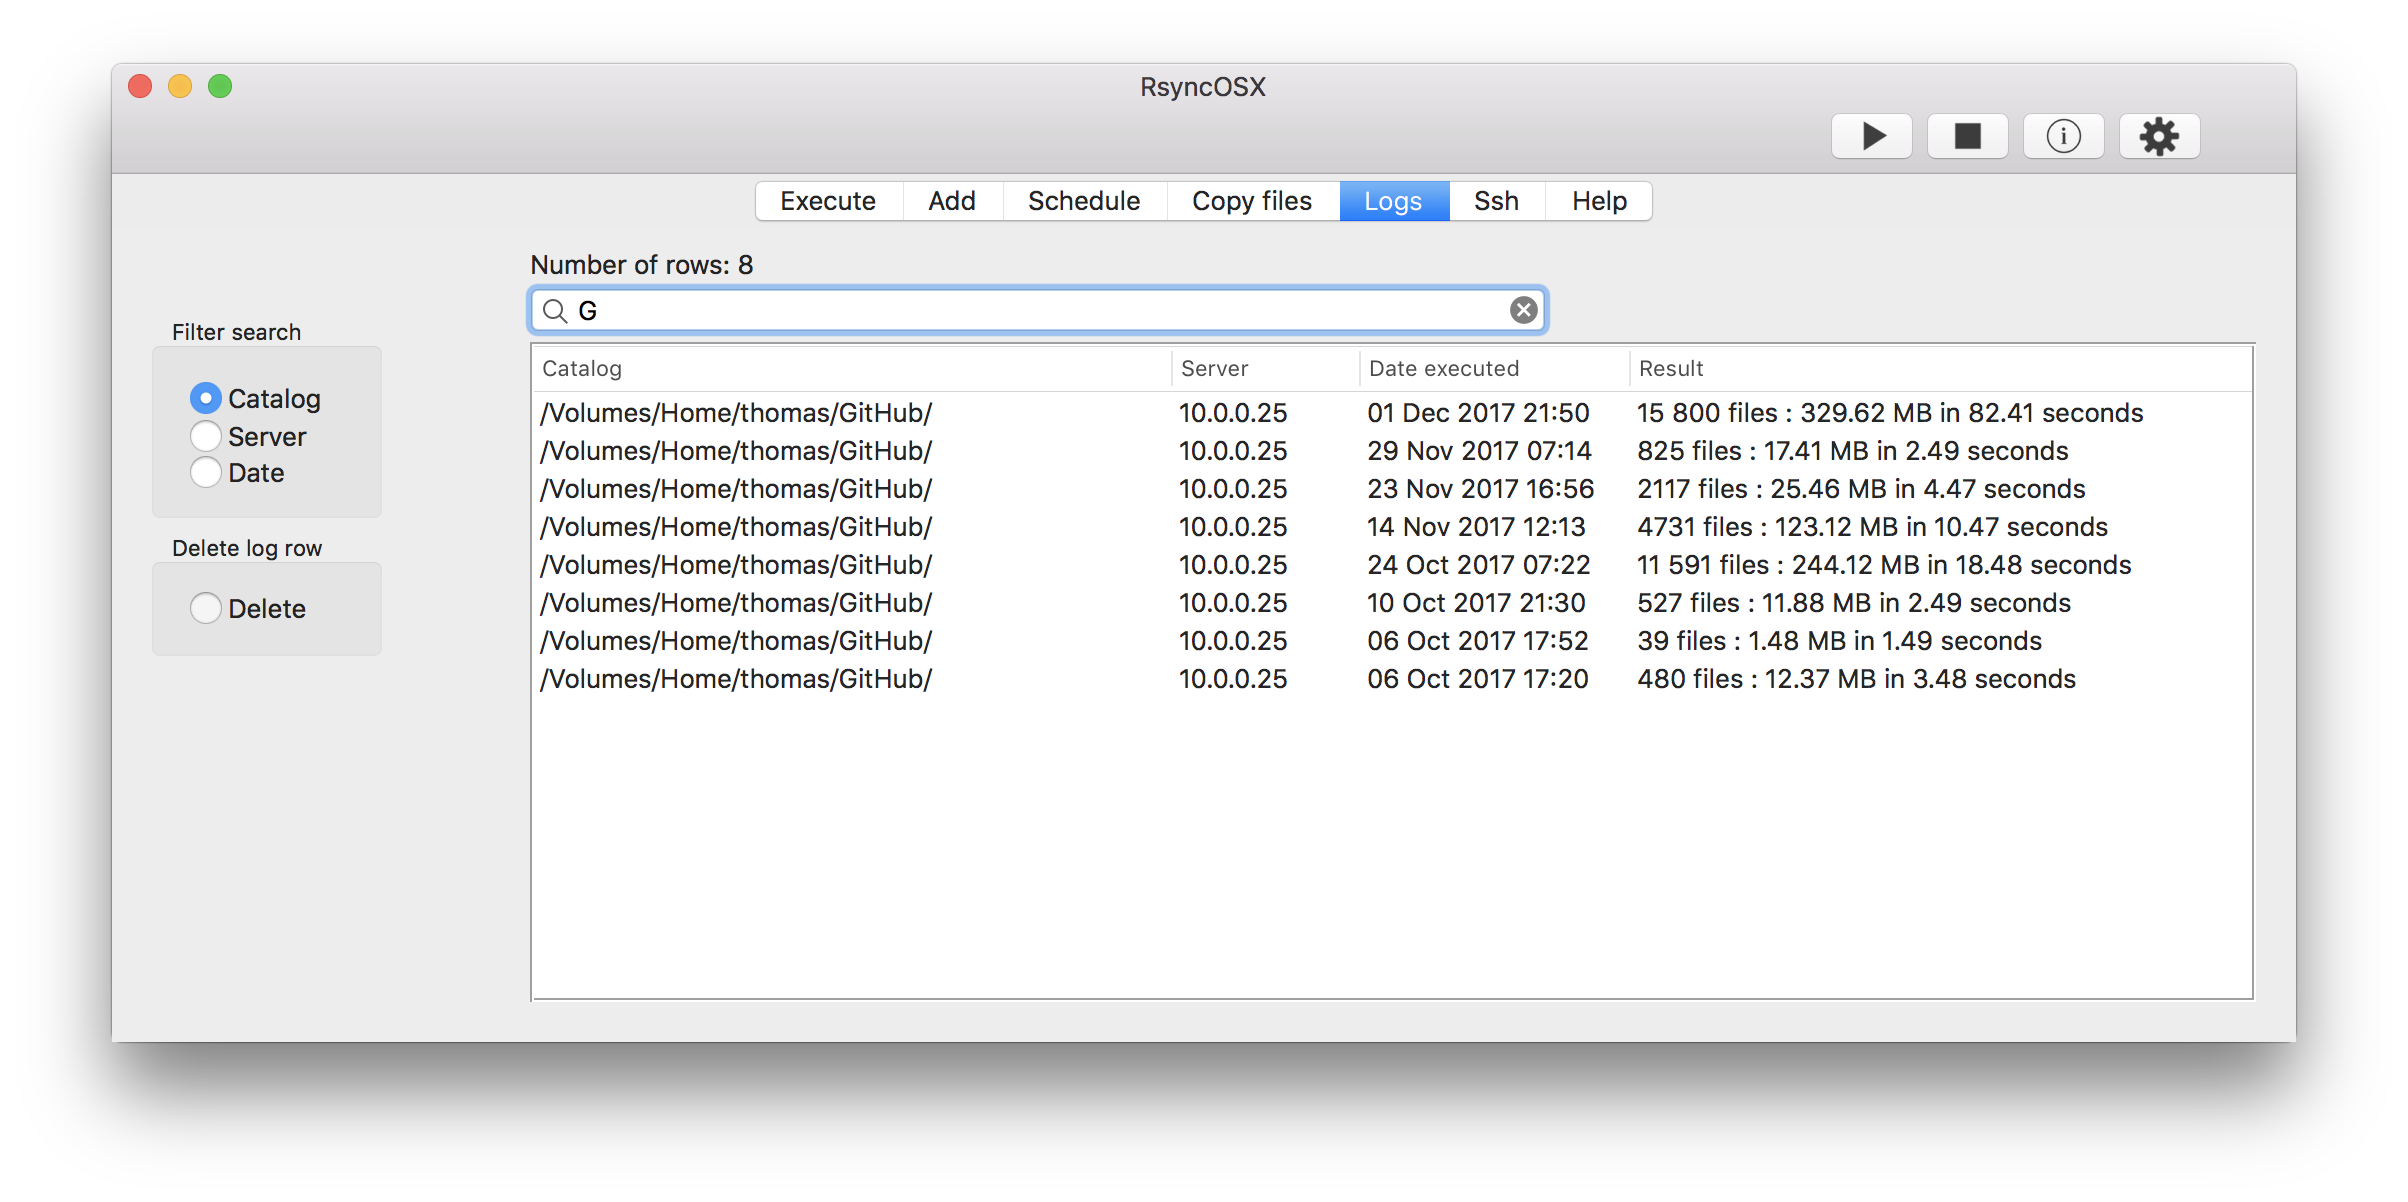 RsyncOSX
Execute Add Schedule Copy files Logs Ssh Help
Number of rows: 8
G
Filter search
Catalog
Server
Date
Delete log row
Delete
Catalog Server Date executed Result
/Volumes/Home/thomas/GitHub/ 10.0.0.25 01 Dec 2017 21:50 15 800 files : 329.62 MB in 82.41 seconds
/Volumes/Home/thomas/GitHub/ 10.0.0.25 29 Nov 2017 07:14 825 files : 17.41 MB in 2.49 seconds
/Volumes/Home/thomas/GitHub/ 10.0.0.25 23 Nov 2017 16:56 2117 files : 25.46 MB in 4.47 seconds
/Volumes/Home/thomas/GitHub/ 10.0.0.25 14 Nov 2017 12:13 4731 files : 123.12 MB in 10.47 seconds
/Volumes/Home/thomas/GitHub/ 10.0.0.25 24 Oct 2017 07:22 11 591 files : 244.12 MB in 18.48 seconds
/Volumes/Home/thomas/GitHub/ 10.0.0.25 10 Oct 2017 21:30 527 files : 11.88 MB in 2.49 seconds
/Volumes/Home/thomas/GitHub/ 10.0.0.25 06 Oct 2017 17:52 39 files : 1.48 MB in 1.49 seconds
/Volumes/Home/thomas/GitHub/ 10.0.0.25 06 Oct 2017 17:20 480 files : 12.37 MB in 3.48 seconds